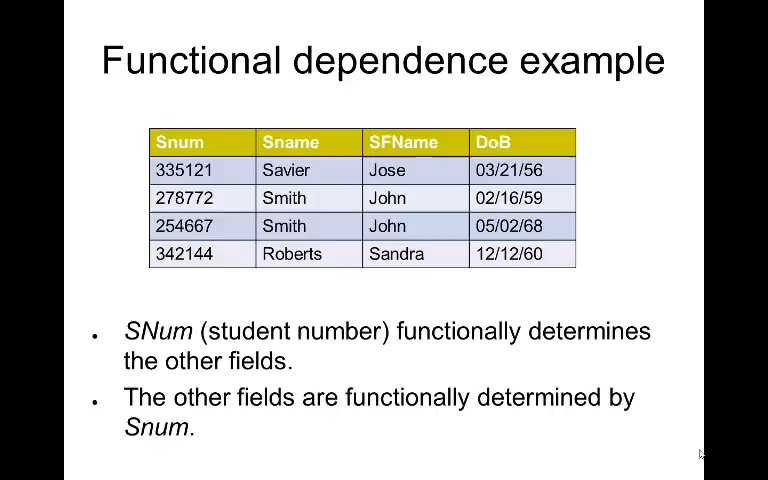 Functional dependence example
Snum Sname SFName DoB
335121 Savier Jose 03/21/56
278772 Smith John 02/16/59
254667 Smith John 05/02/68
342144 Roberts Sandra 12/12/60
• SNum (student number) functionally determines
the other fields.
• The other fields are functionally determined by
Snum.